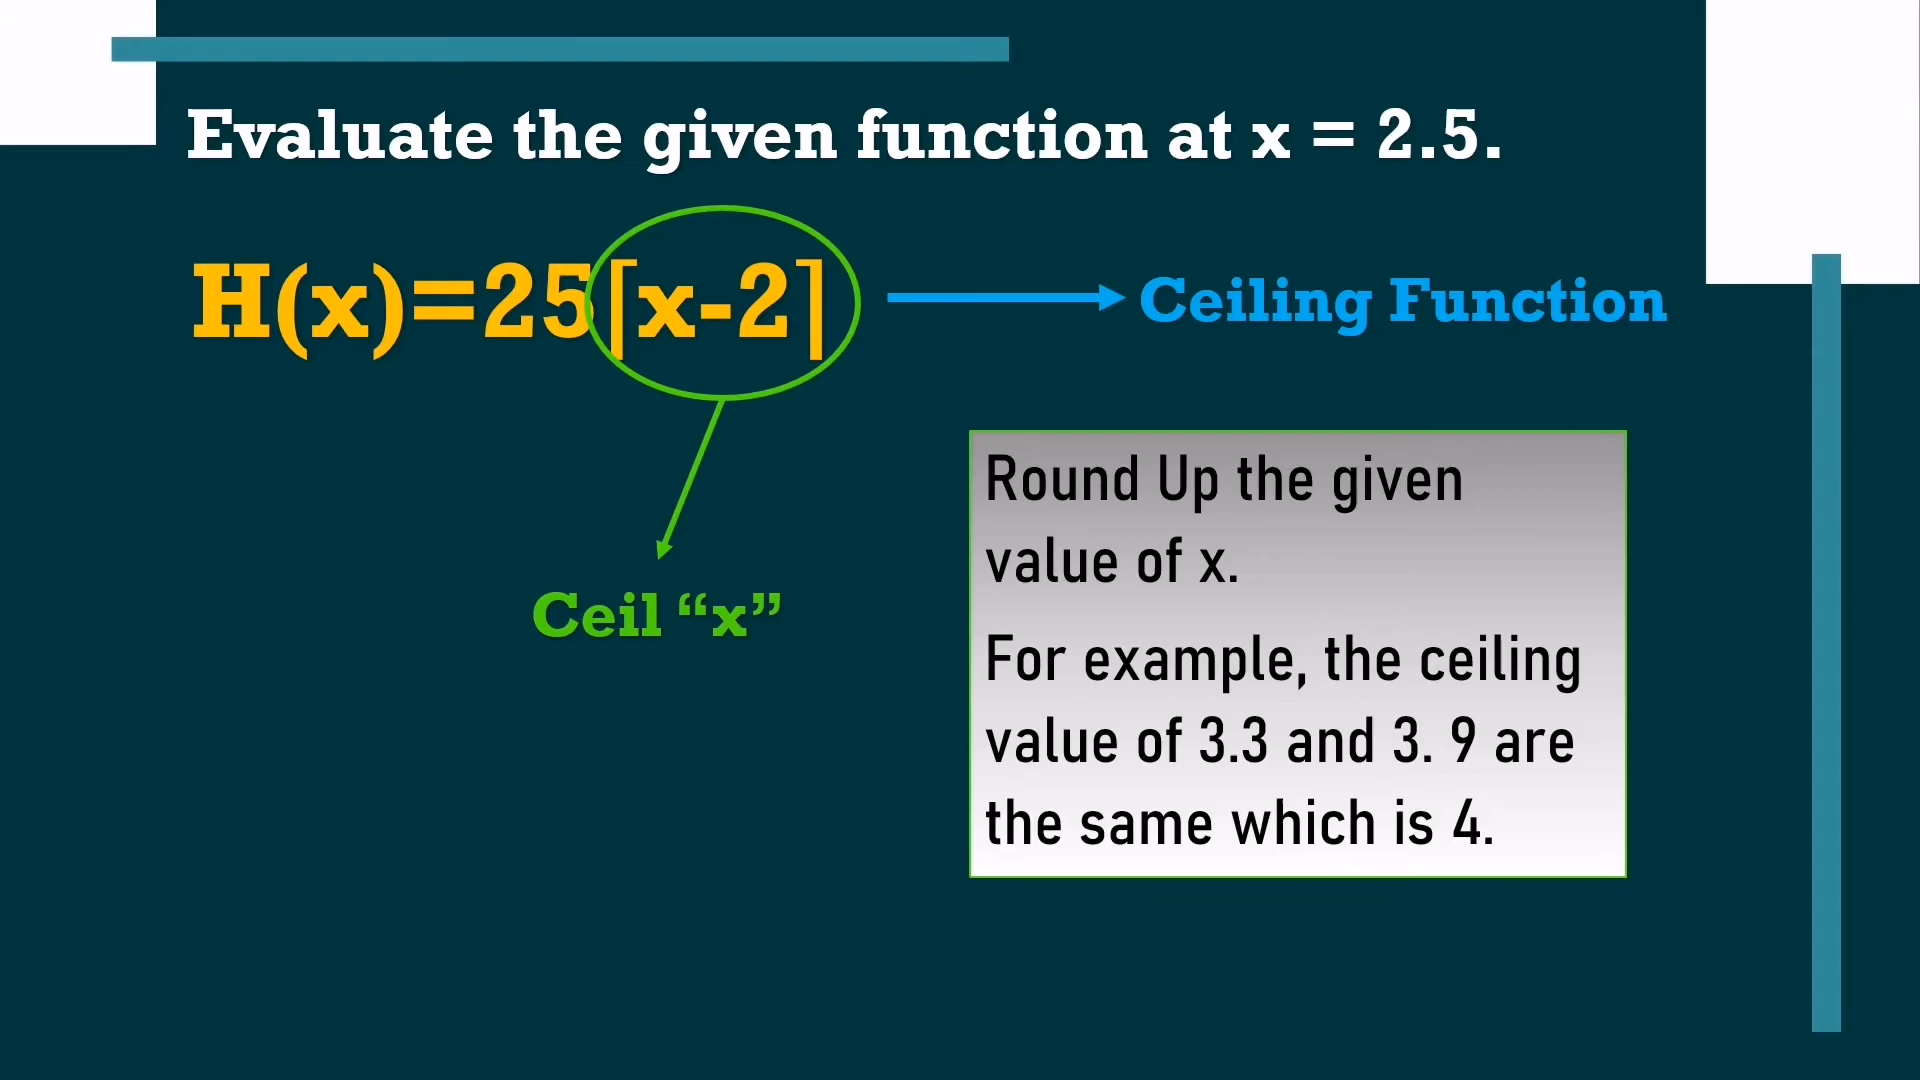 Evaluate the given function at x = 2.5.
H(x)=25⌈x-2⌉
Ceiling Function
Ceil “x”
Round Up the given
value of x.
For example, the ceiling
value of 3.3 and 3. 9 are
the same which is 4.